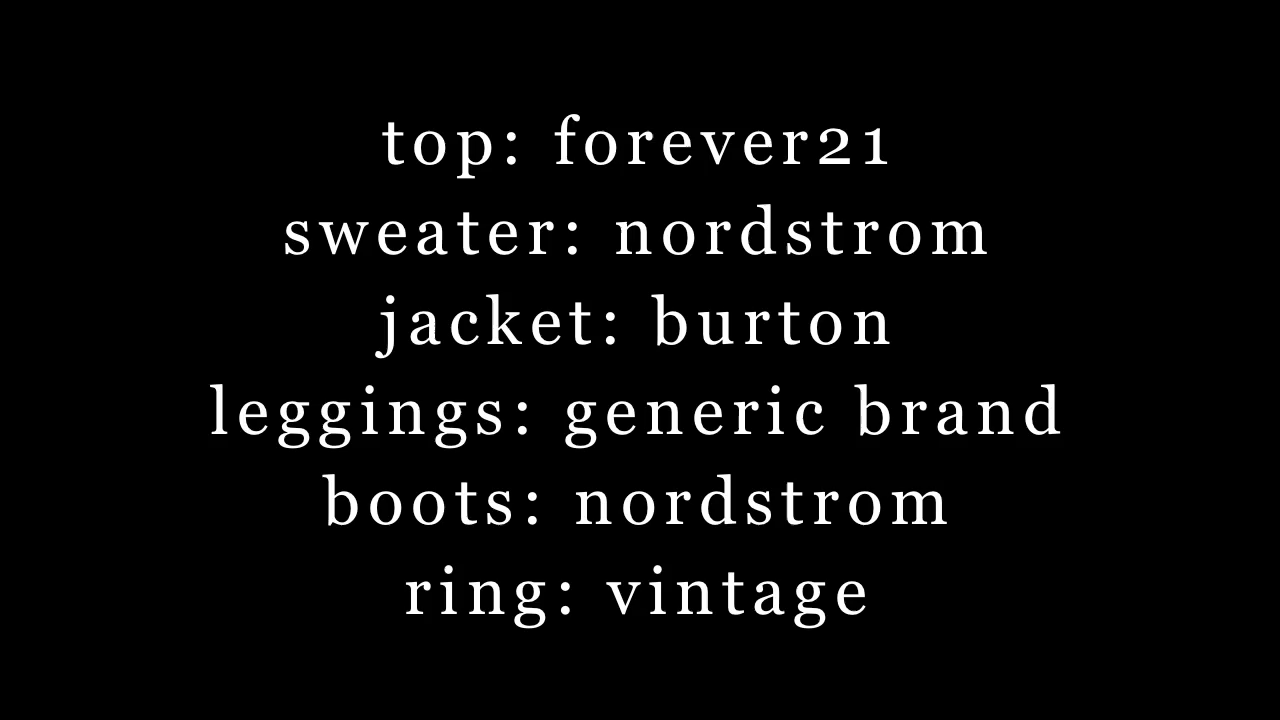 top: forever21
sweater: nordstrom
jacket: burton
leggings: generic brand
boots: nordstrom
ring: vintage